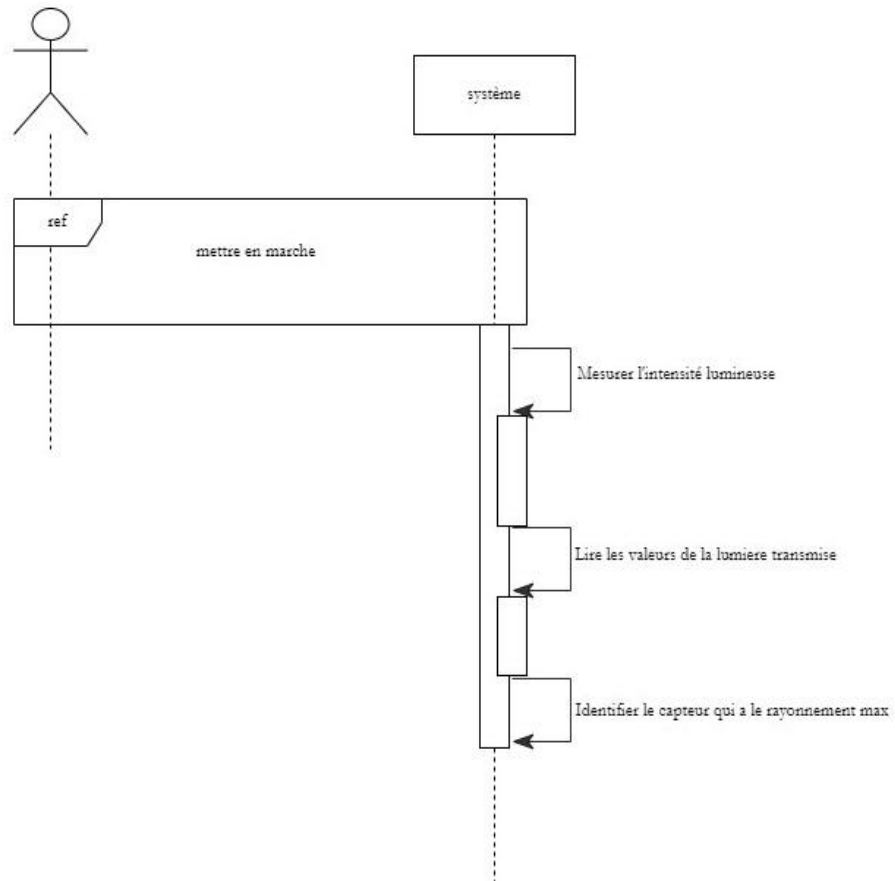 système
ref
mettre en marche
Mesurer l'intensité lumineuse
Lire les valeurs de la lumiere transmise
Identifier le capteur qui a le rayonnement max